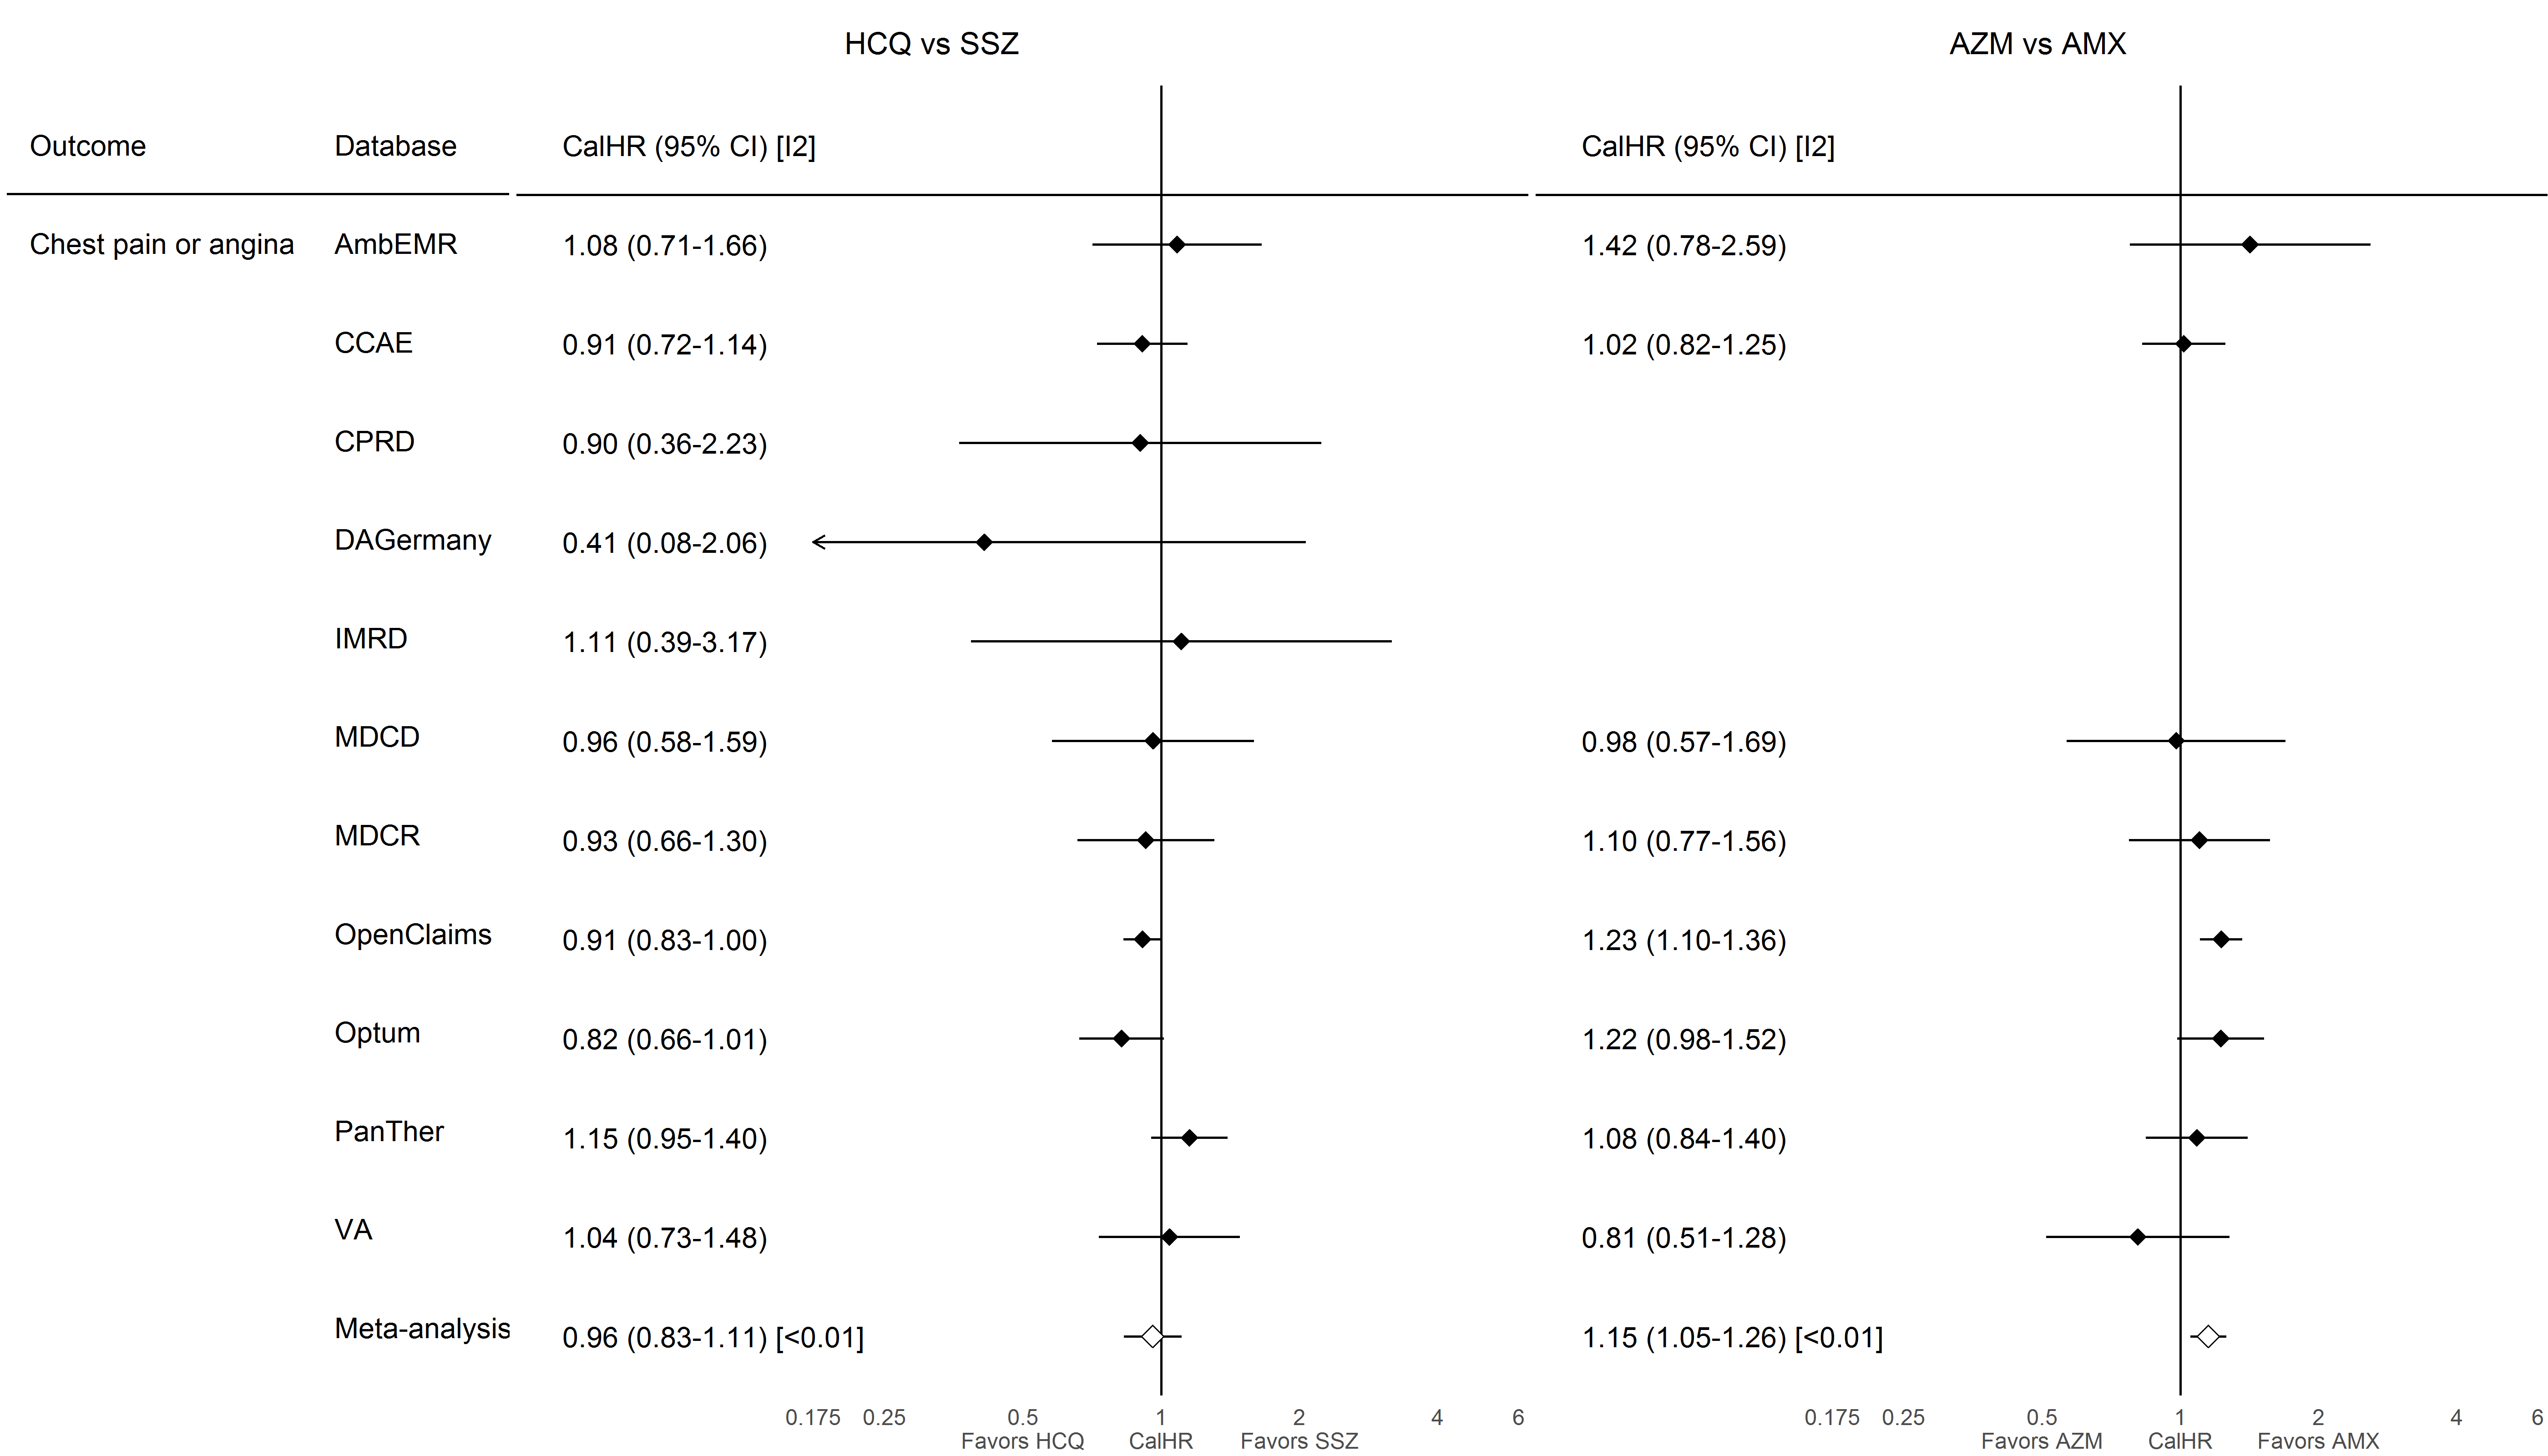 HCQ vs SSZ AZM vs AMX
Outcome Database CalHR (95% CI) [I2] CalHR (95% CI) [I2]
Chest pain or angina AmbEMR 1.08 (0.71-1.66) 1.42 (0.78-2.59)
CCAE 0.91 (0.72-1.14) 1.02 (0.82-1.25)
CPRD 0.90 (0.36-2.23)
DAGermany 0.41 (0.08-2.06)
IMRD 1.11 (0.39-3.17)
MDCD 0.96 (0.58-1.59) 0.98 (0.57-1.69)
MDCR 0.93 (0.66-1.30) 1.10 (0.77-1.56)
OpenClaims 0.91 (0.83-1.00) 1.23 (1.10-1.36)
Optum 0.82 (0.66-1.01) 1.22 (0.98-1.52)
PanTher 1.15 (0.95-1.40) 1.08 (0.84-1.40)
VA 1.04 (0.73-1.48) 0.81 (0.51-1.28)
Meta-analysis 0.96 (0.83-1.11) [<0.01] 1.15 (1.05-1.26) [<0.01]
0.175 0.25 0.5 1 2 4 6 0.175 0.25 0.5 1 2 4 6
Favors HCQ CalHR Favors SSZ Favors AZM CalHR Favors AMX